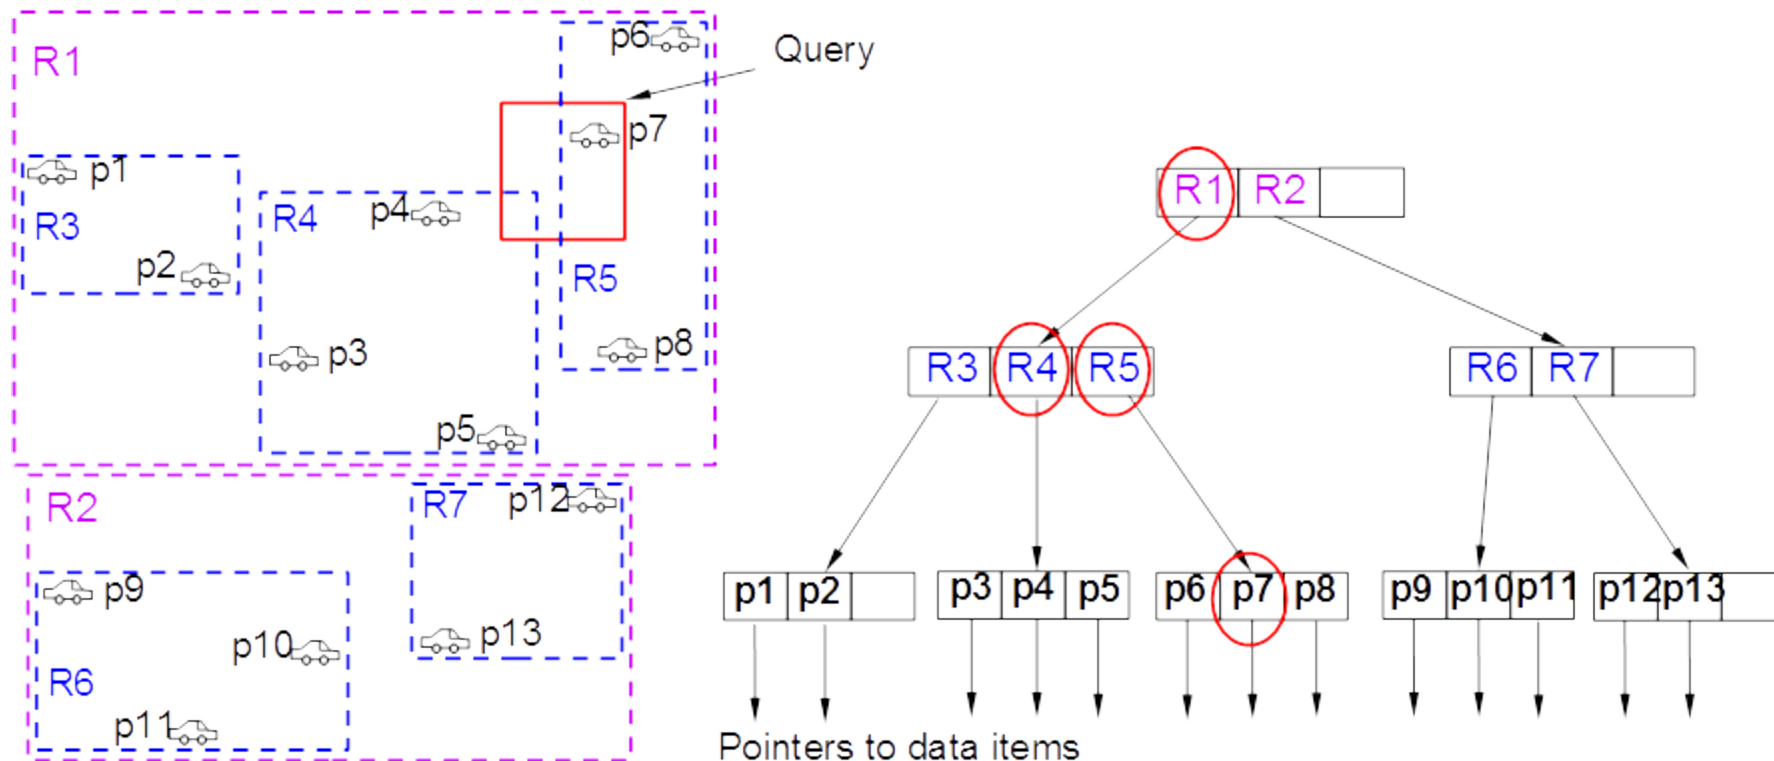 p6
Query
R1
p7
p1
R1 R2
R3
R4
p4
p2
R5
p3
p8
R3 R4 R5
R6 R7
p5
R2
R7
p12
p9
p1 p2
p3 p4 p5
p6 p7 p8
p9 p10 p11
p12 p13
p10
p13
R6
p11
Pointers to data items